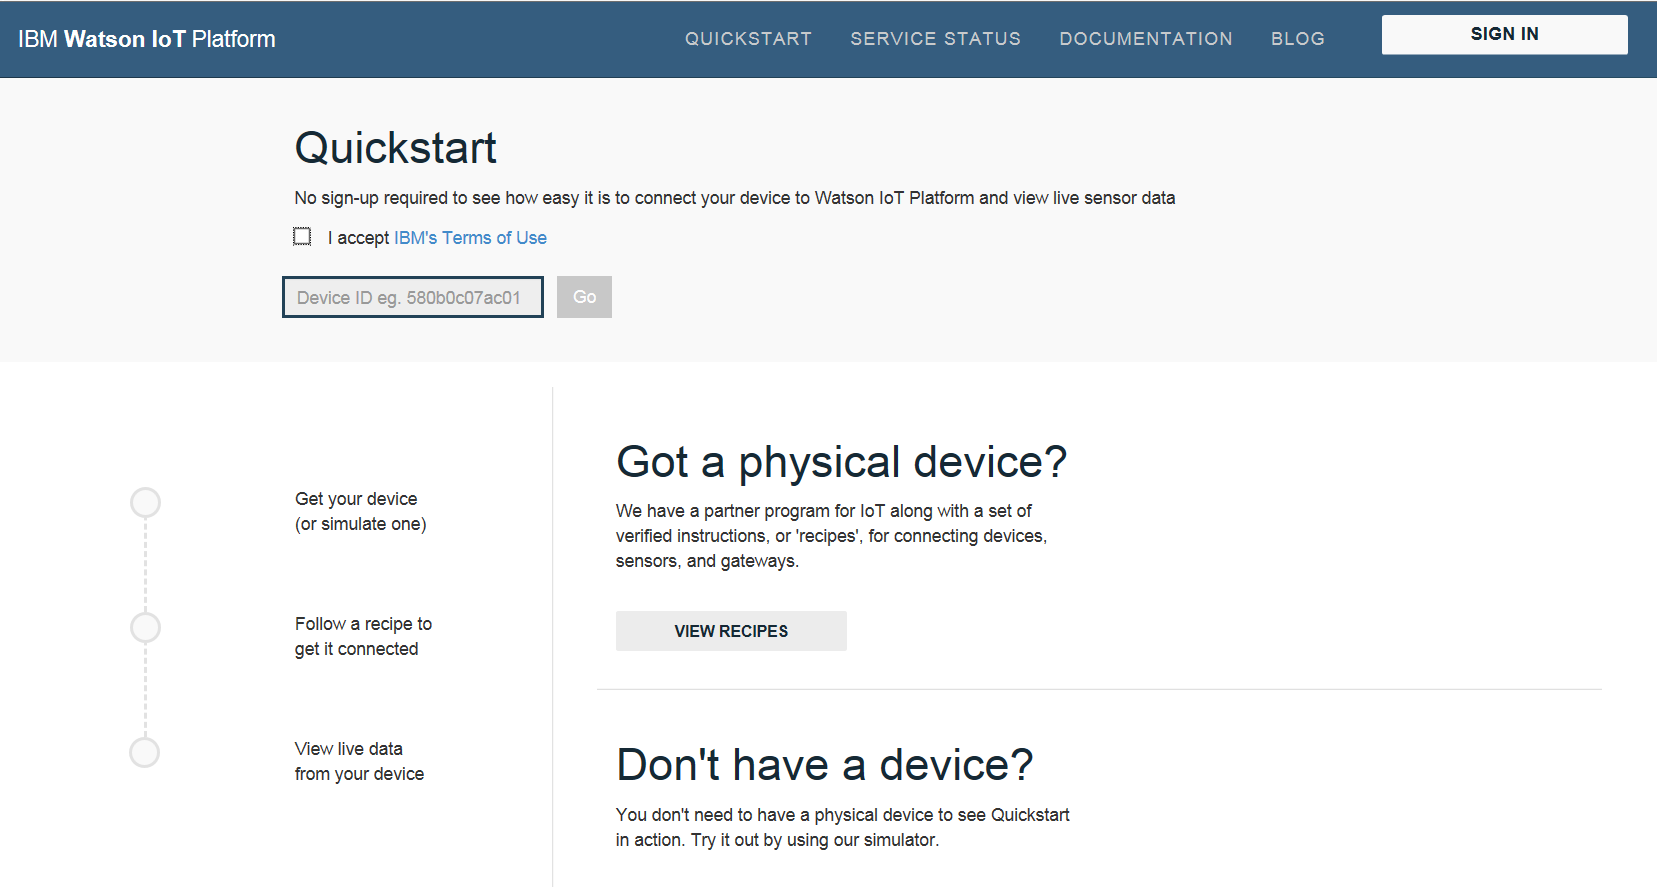 IBM Watson IoT Platform
QUICKSTART
SERVICE STATUS
DOCUMENTATION
BLOG
SIGN IN
Quickstart
No sign-up required to see how easy it is to connect your device to Watson IoT Platform and view live sensor data
I accept IBM's Terms of Use
Device ID eg. 580b0c07ac01
Go
Get your device
(or simulate one)
Follow a recipe to
get it connected
View live data
from your device
Got a physical device?
We have a partner program for IoT along with a set of
verified instructions, or 'recipes', for connecting devices,
sensors, and gateways.
VIEW RECIPES
Don't have a device?
You don't need to have a physical device to see Quickstart
in action. Try it out by using our simulator.